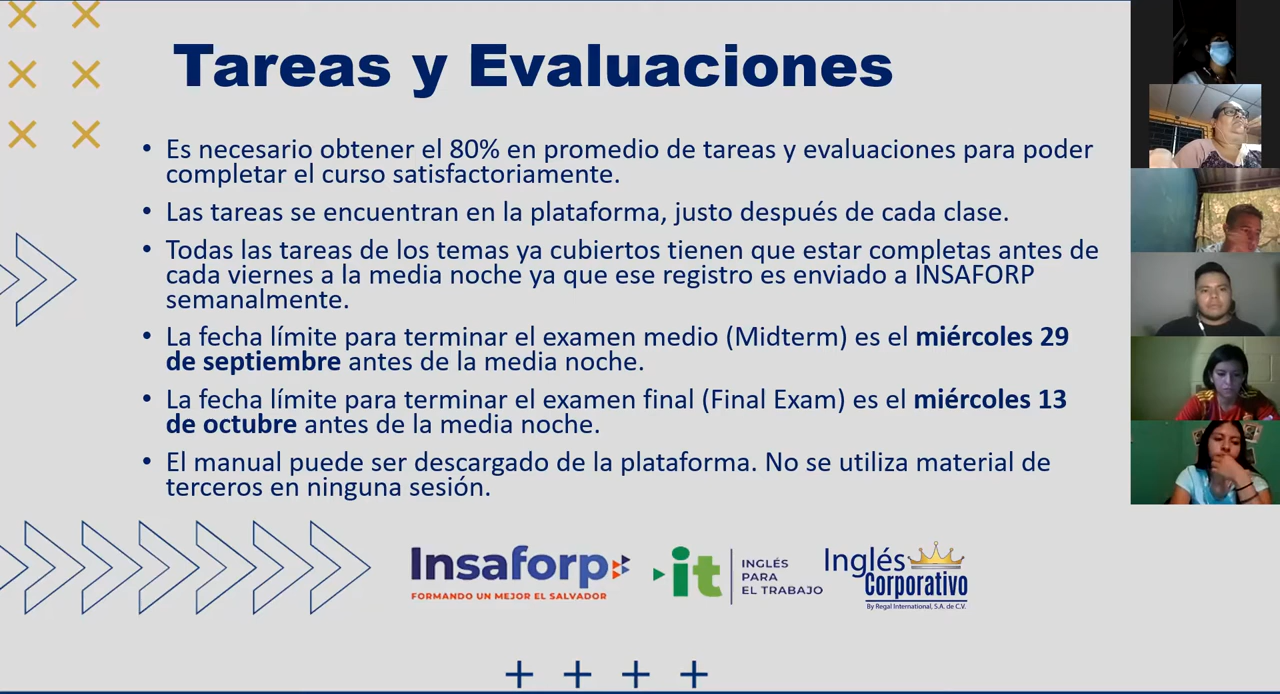 Tareas y Evaluaciones
• Es necesario obtener el 80% en promedio de tareas y evaluaciones para poder
completar el curso satisfactoriamente.
• Las tareas se encuentran en la plataforma, justo después de cada clase.
• Todas las tareas de los temas ya cubiertos tienen que estar completas antes de
cada viernes a la media noche ya que ese registro es enviado a INSAFORP
semanalmente.
• La fecha límite para terminar el examen medio (Midterm) es el miércoles 29
de septiembre antes de la media noche.
• La fecha límite para terminar el examen final (Final Exam) es el miércoles 13
de octubre antes de la media noche.
• El manual puede ser descargado de la plataforma. No se utiliza material de
terceros en ninguna sesión.
Insaforp
FORMANDO UN MEJOR EL SALVADOR
it
INGLÉS
PARA
EL TRABAJO
Inglés
Corporativo
By Regal International, S.A. de C.V.